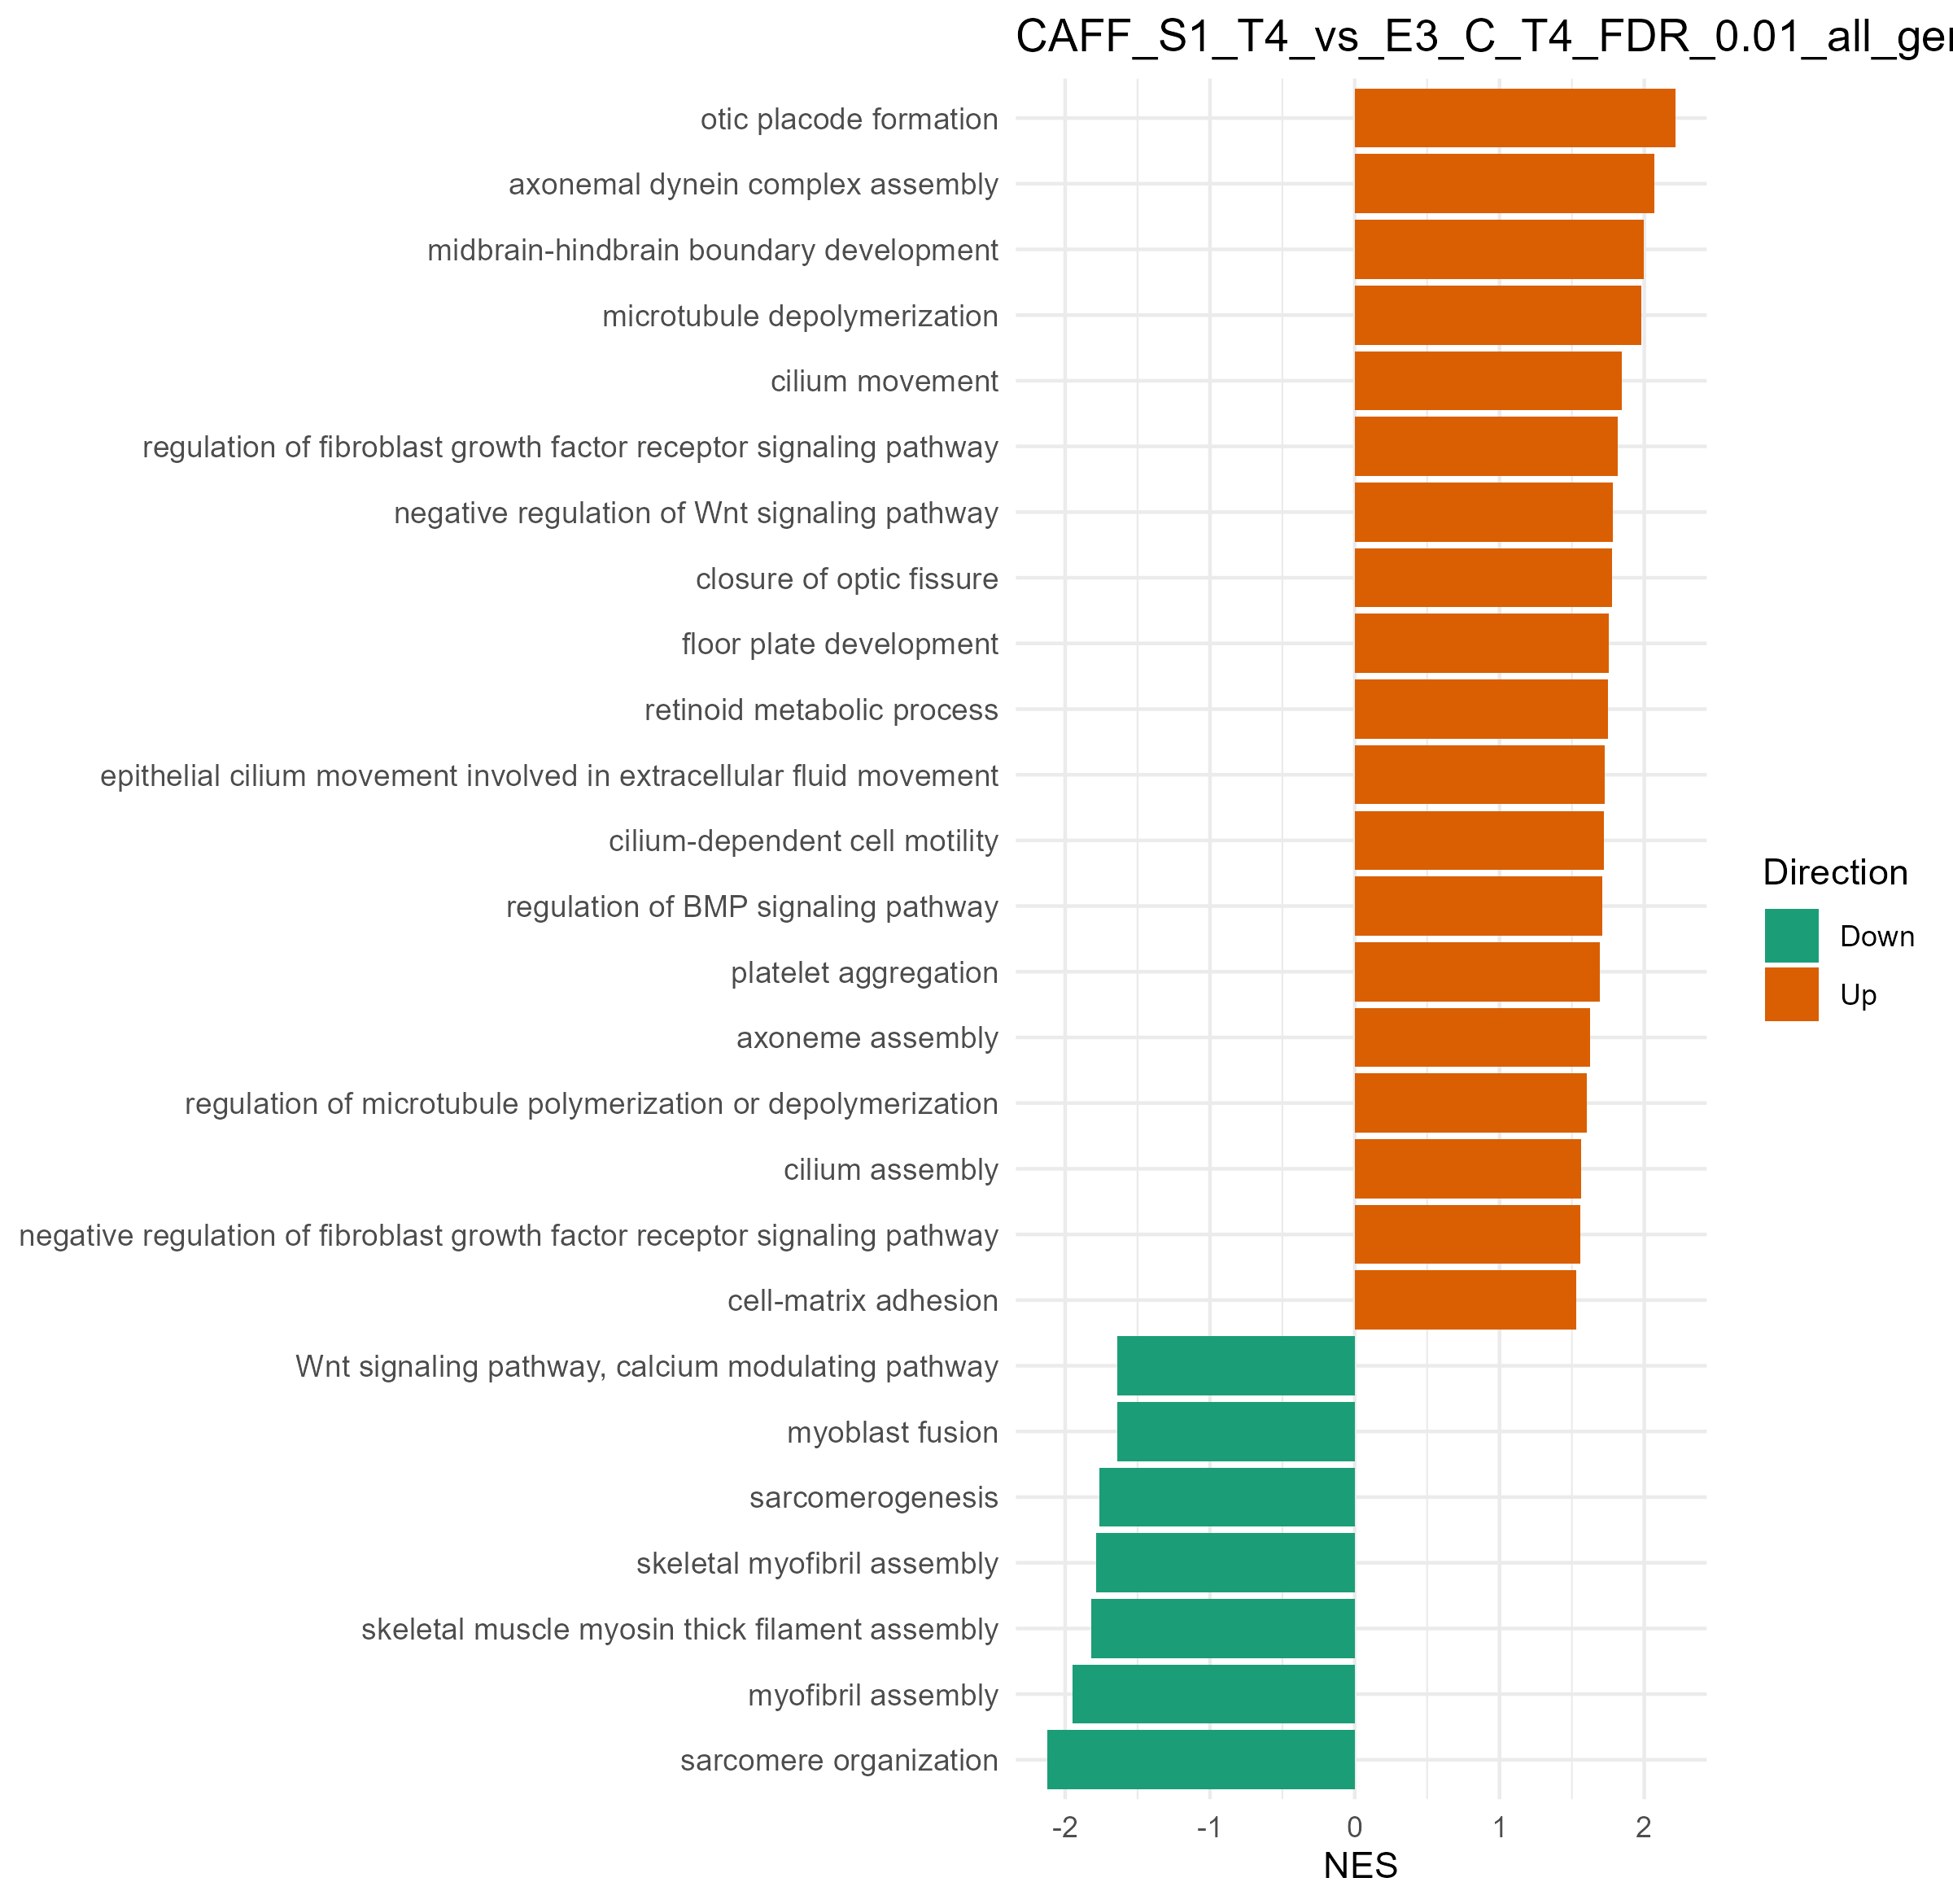 CAFF_S1_T4_vs_E3_C_T4_FDR_0.01_all_ge
otic placode formation
axonemal dynein complex assembly
midbrain-hindbrain boundary development
microtubule depolymerization
cilium movement
regulation of fibroblast growth factor receptor signaling pathway
negative regulation of Wnt signaling pathway
closure of optic fissure
floor plate development
retinoid metabolic process
epithelial cilium movement involved in extracellular fluid movement
cilium-dependent cell motility
regulation of BMP signaling pathway
platelet aggregation
axoneme assembly
regulation of microtubule polymerization or depolymerization
cilium assembly
negative regulation of fibroblast growth factor receptor signaling pathway
cell-matrix adhesion
Wnt signaling pathway, calcium modulating pathway
myoblast fusion
sarcomerogenesis
skeletal myofibril assembly
skeletal muscle myosin thick filament assembly
myofibril assembly
sarcomere organization
-2 -1 0 1 2
NES
Direction
Down
Up